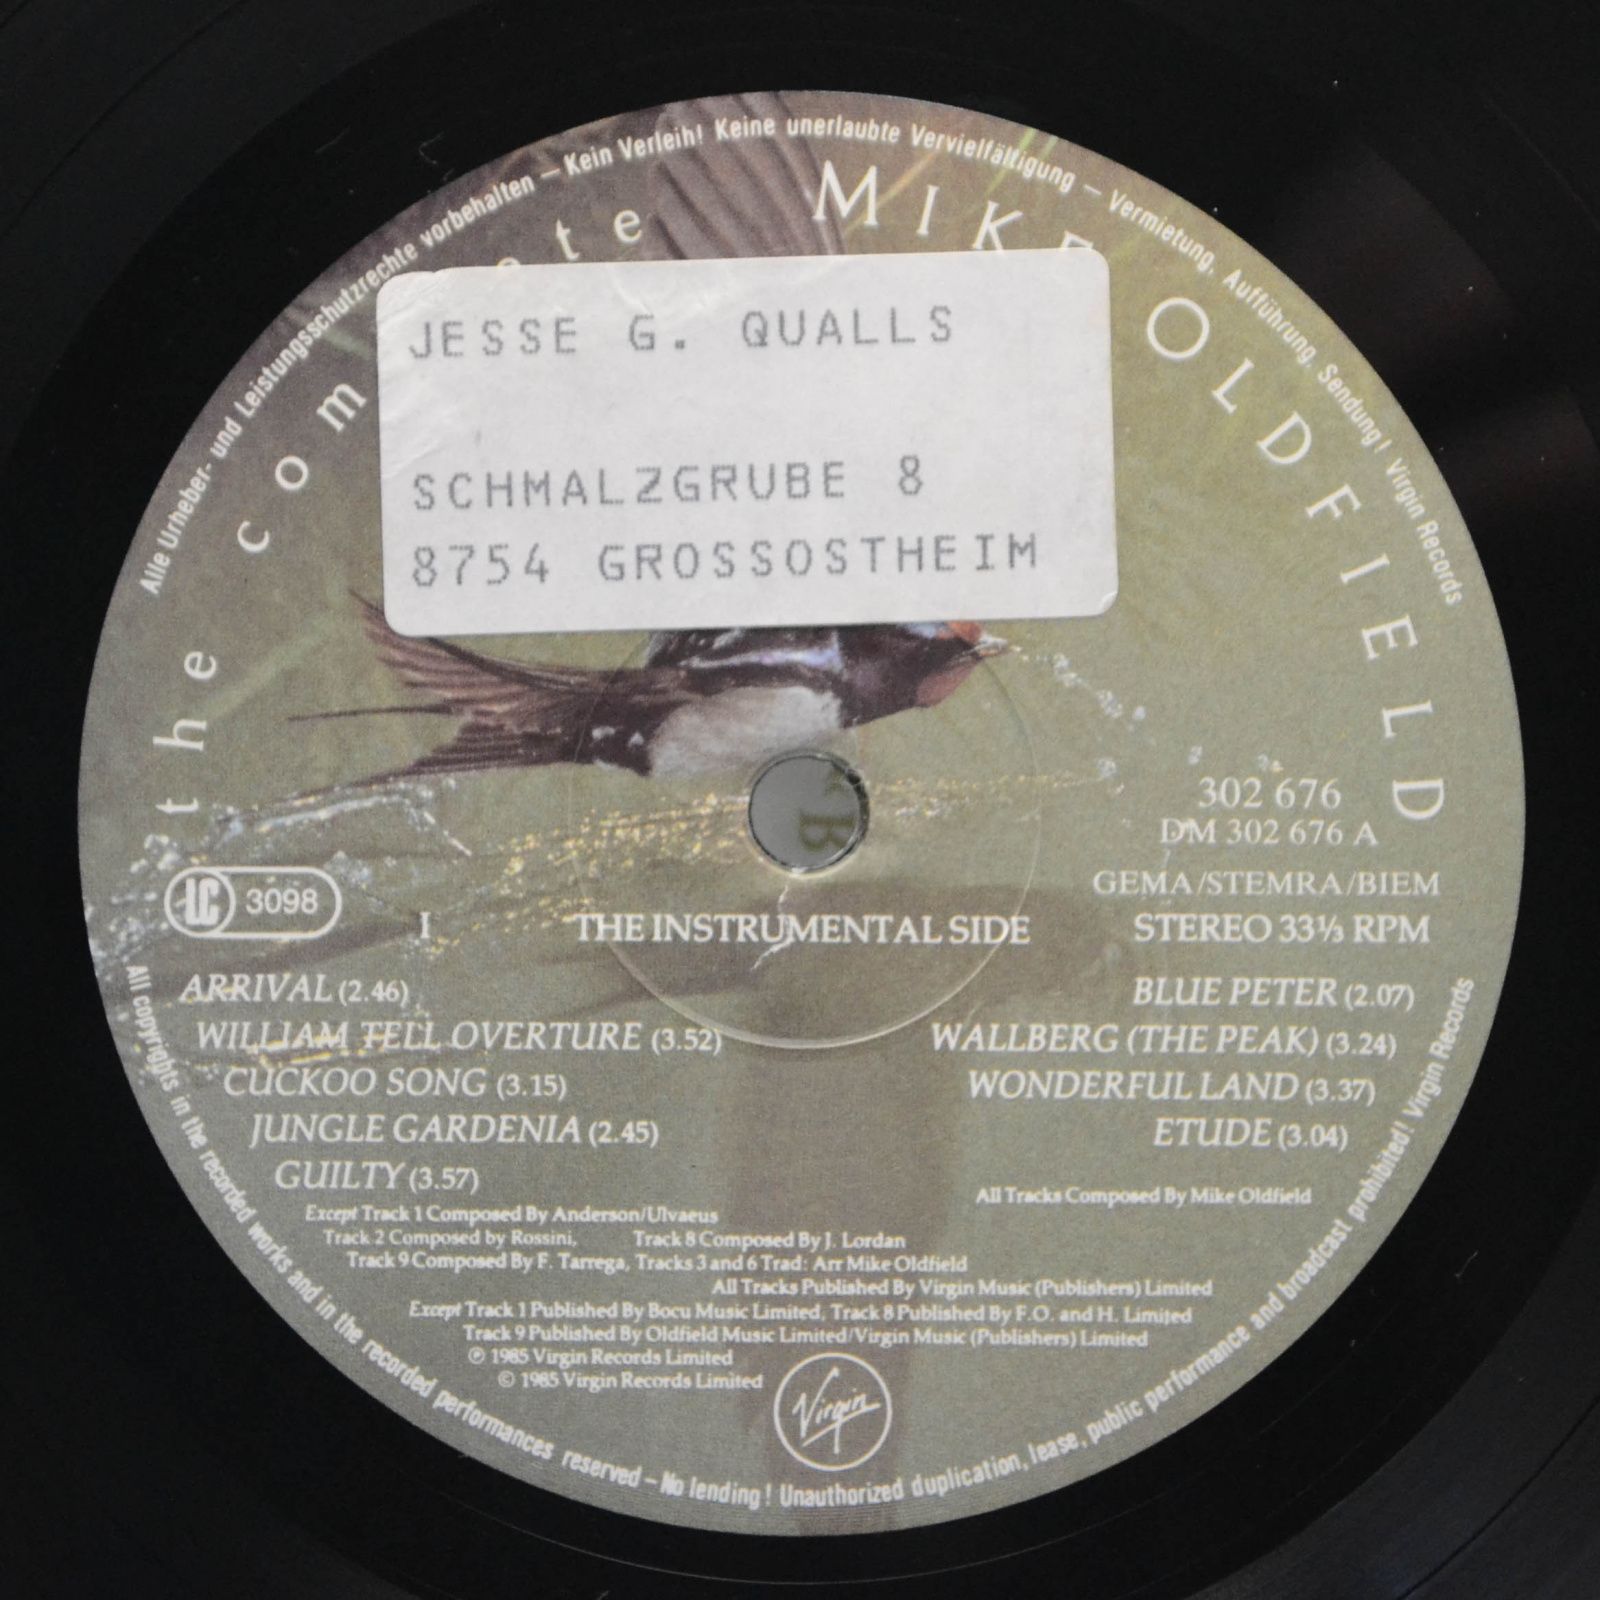 Alle Urheber- und Leistungsschutzrechte vorbehalten – Kein Verleih! Keine unerlaubte Vervielfältigung – Vermietung, Aufführung, Sendung! Virgin Records
the com ete MIKE OLDFIELD
JESSE G. QUALLS
SCHMALZGRUBE 8
8754 GROSSOSTHEIM
302 676
DM 302 676 A
GEMA/STEMRA/BIEM
STEREO 33⅓ RPM
LC 3098
I
THE INSTRUMENTAL SIDE
ARRIVAL (2.46)
WILLIAM TELL OVERTURE (3.52)
CUCKOO SONG (3.15)
JUNGLE GARDENIA (2.45)
GUILTY (3.57)
BLUE PETER (2.07)
WALLBERG (THE PEAK) (3.24)
WONDERFUL LAND (3.37)
ETUDE (3.04)
All Tracks Composed By Mike Oldfield
Except Track 1 Composed By Anderson/Ulvaeus
Track 2 Composed by Rossini, Track 8 Composed By J. Lordan
Track 9 Composed By F. Tarrega, Tracks 3 and 6 Trad: Arr Mike Oldfield
All Tracks Published By Virgin Music (Publishers) Limited
Except Track 1 Published By Bocu Music Limited, Track 8 Published By F.O. and H. Limited
Track 9 Published By Oldfield Music Limited/Virgin Music (Publishers) Limited
℗ 1985 Virgin Records Limited
© 1985 Virgin Records Limited
Virgin
All copyrights in the recorded works and in the recorded performances reserved – No lending! Unauthorized duplication, lease, public performance and broadcast prohibited! Virgin Records